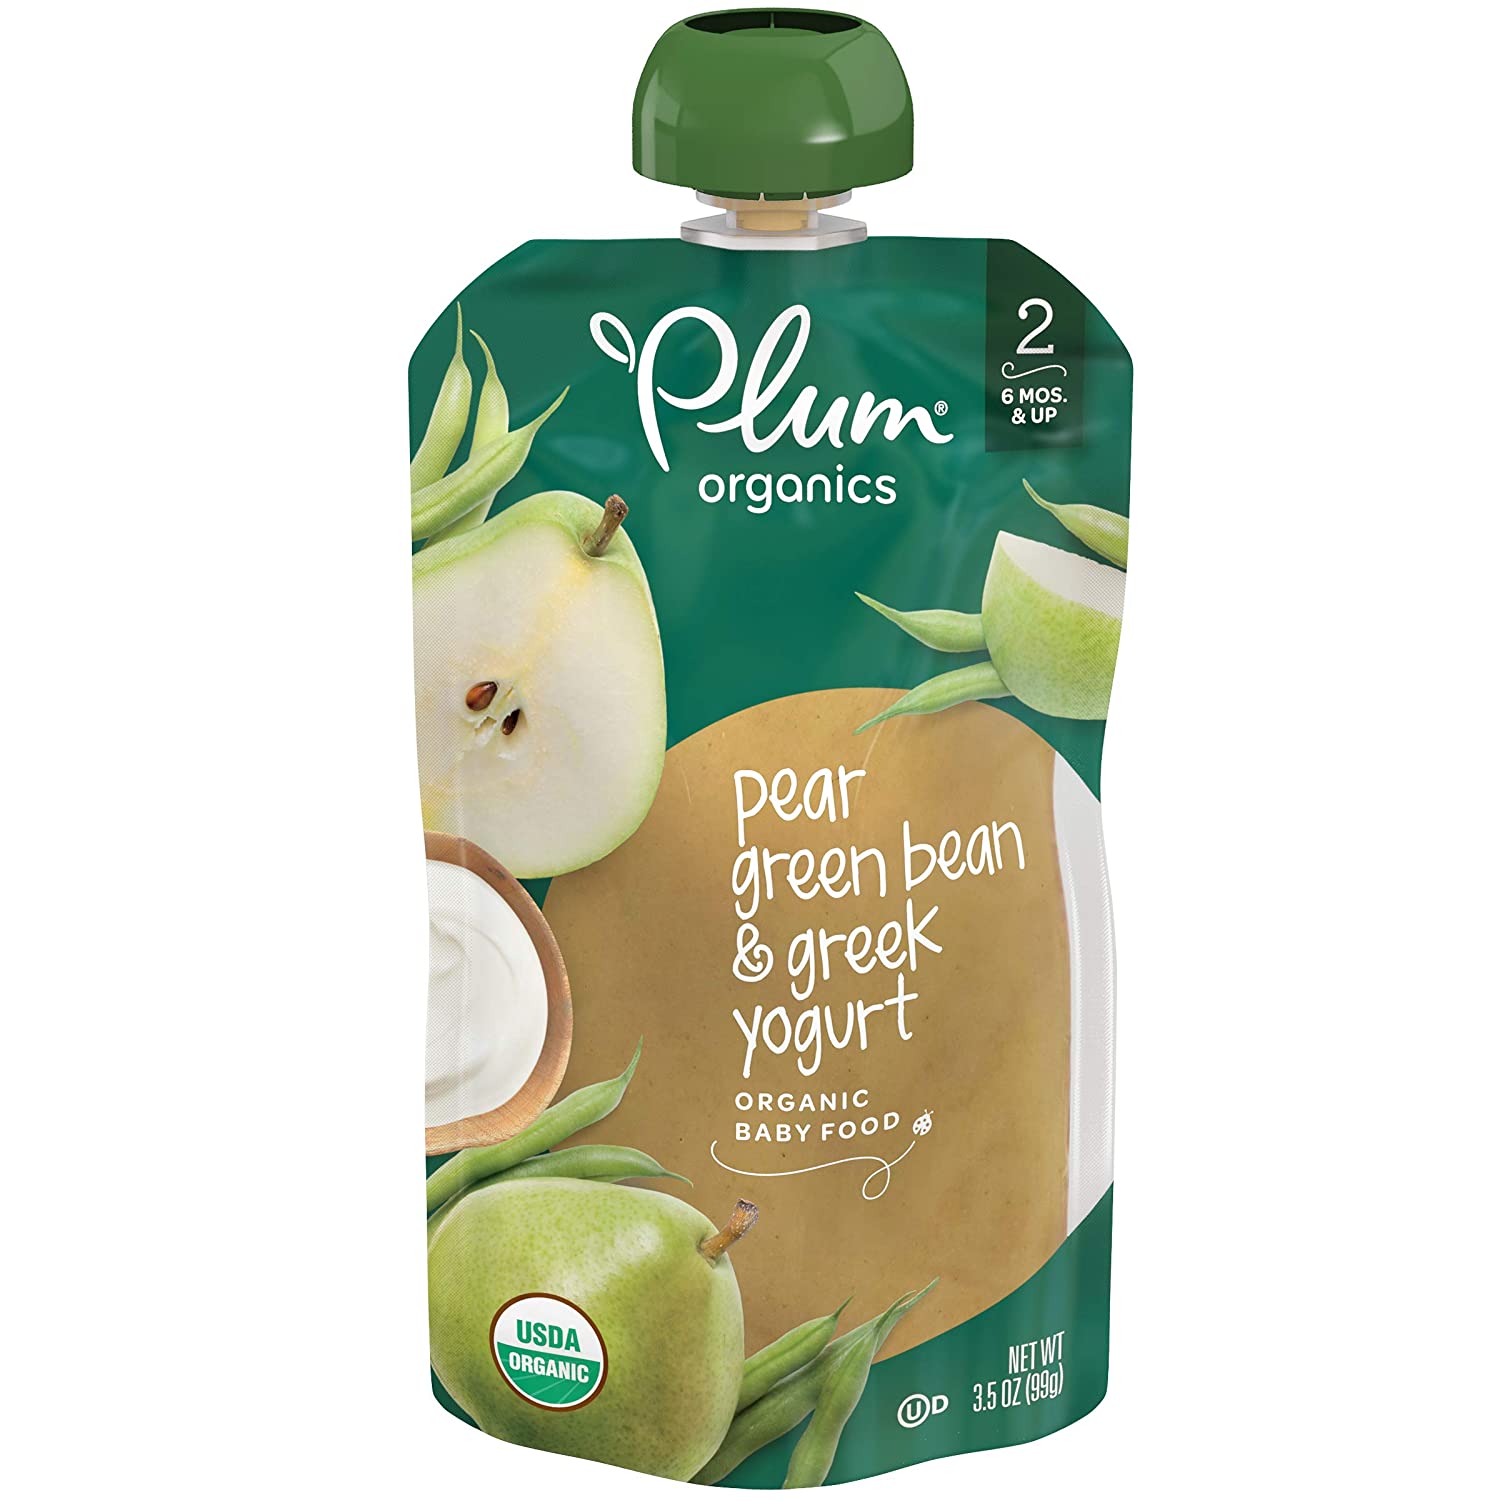 Plum®
organics
2
6 MOS.
& UP
pear
green bean
& greek
yogurt
ORGANIC
BABY FOOD
USDA
ORGANIC
U D
NET WT
3.5 OZ (99g)